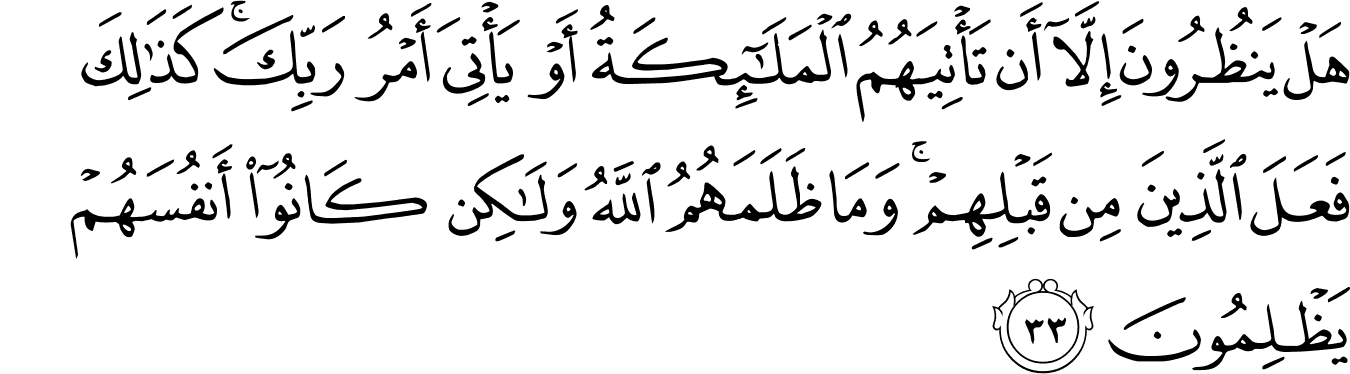 هَلۡ يَنظُرُونَ إِلَّآ أَن تَأۡتِيَهُمُ ٱلۡمَلَٰٓئِكَةُ أَوۡ يَأۡتِيَ أَمۡرُ رَبِّكَۚ كَذَٰلِكَ
فَعَلَ ٱلَّذِينَ مِن قَبۡلِهِمۡۚ وَمَا ظَلَمَهُمُ ٱللَّهُ وَلَٰكِن كَانُوٓاْ أَنفُسَهُمۡ
يَظۡلِمُونَ ٣٣